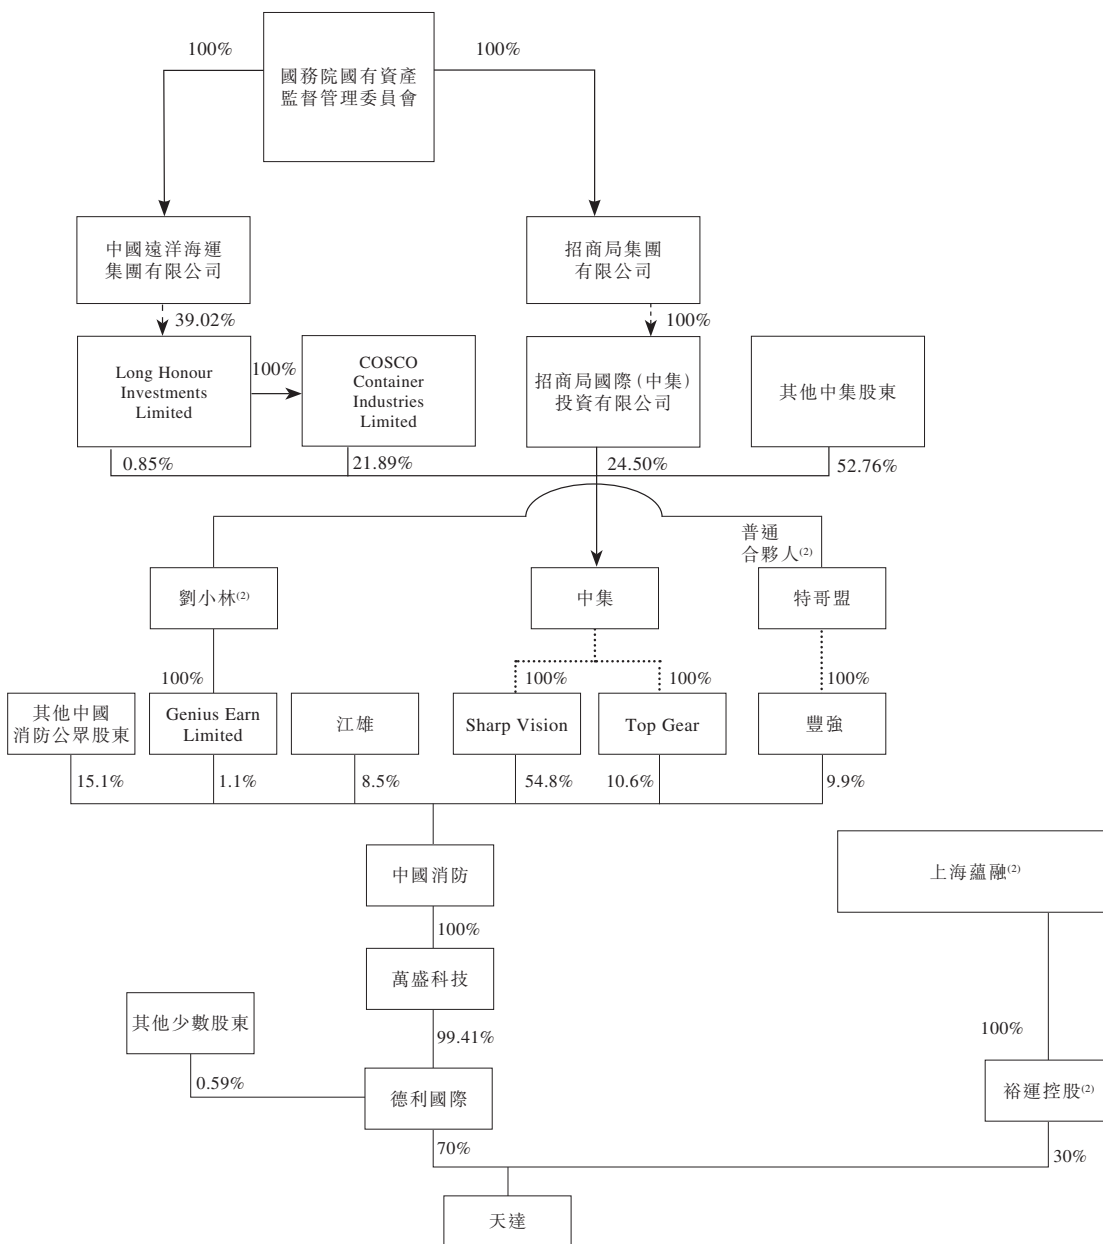 100%
100%
國務院國有資產
監督管理委員會
中國遠洋海運
集團有限公司
招商局集團
有限公司
39.02%
100%
Long Honour
Investments
Limited
100%
COSCO
Container
Industries
Limited
招商局國際(中集)
投資有限公司
其他中集股東
0.85%
21.89%
24.50%
52.76%
普通
合夥人(2)
劉小林(2)
中集
特哥盟
100%
100%
100%
100%
其他中國
消防公眾股東
Genius Earn
Limited
江雄
Sharp Vision
Top Gear
豐強
15.1%
1.1%
8.5%
54.8%
10.6%
9.9%
中國消防
上海蘊融(2)
100%
萬盛科技
其他少數股東
99.41%
100%
0.59%
德利國際
裕運控股(2)
70%
30%
天達